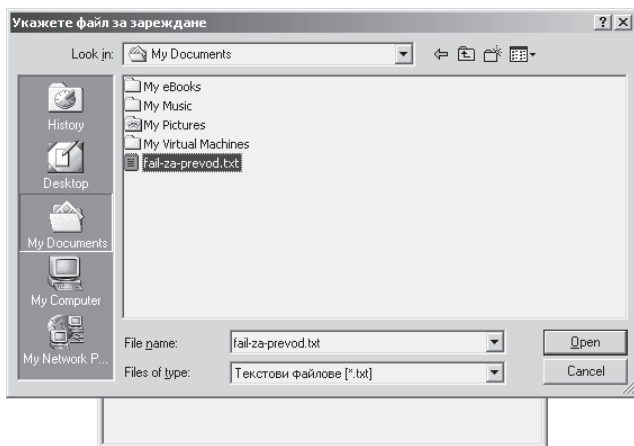 Укажете файл за зареждане
Look in: My Documents
History
Desktop
My Documents
My Computer
My Network P...
My eBooks
My Music
My Pictures
My Virtual Machines
fail-za-prevod.txt
File name: fail-za-prevod.txt Open
Files of type: Текстови файлове [*.txt] Cancel